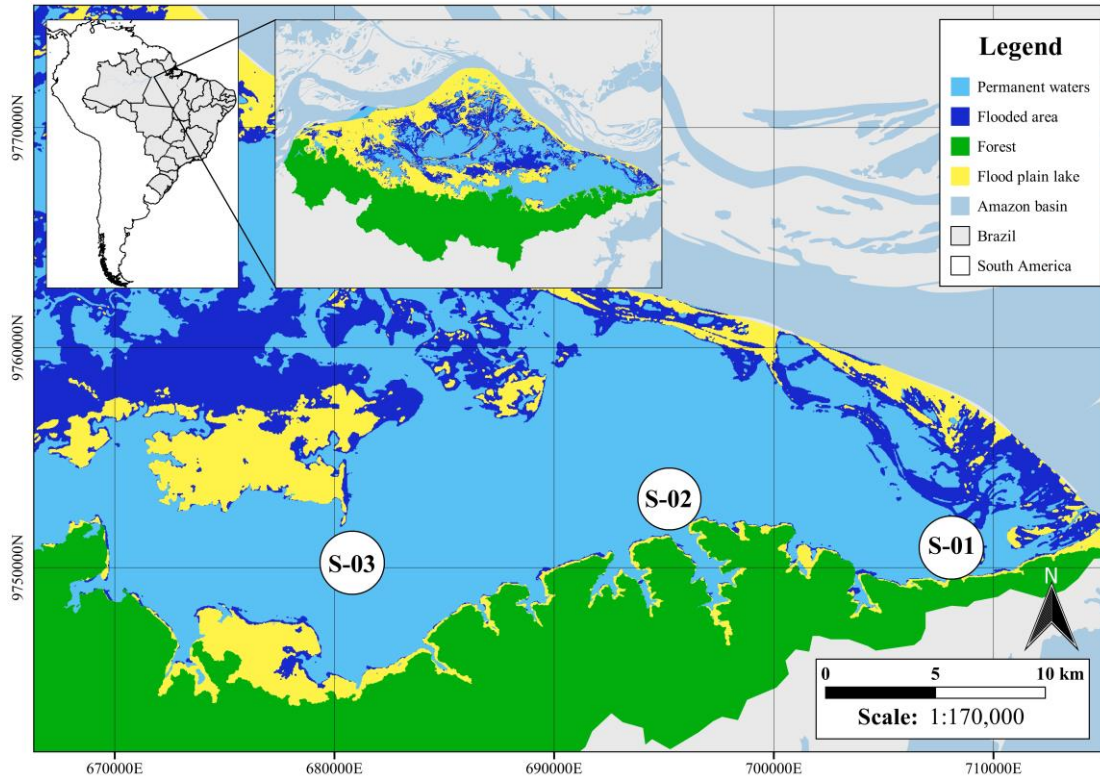 Legend
Permanent waters
Flooded area
Forest
Flood plain lake
Amazon basin
Brazil
South America
9770000N
9760000N
9750000N
S-02
S-01
S-03
N
0 5 10 km
Scale: 1:170,000
670000E 680000E 690000E 700000E 710000E